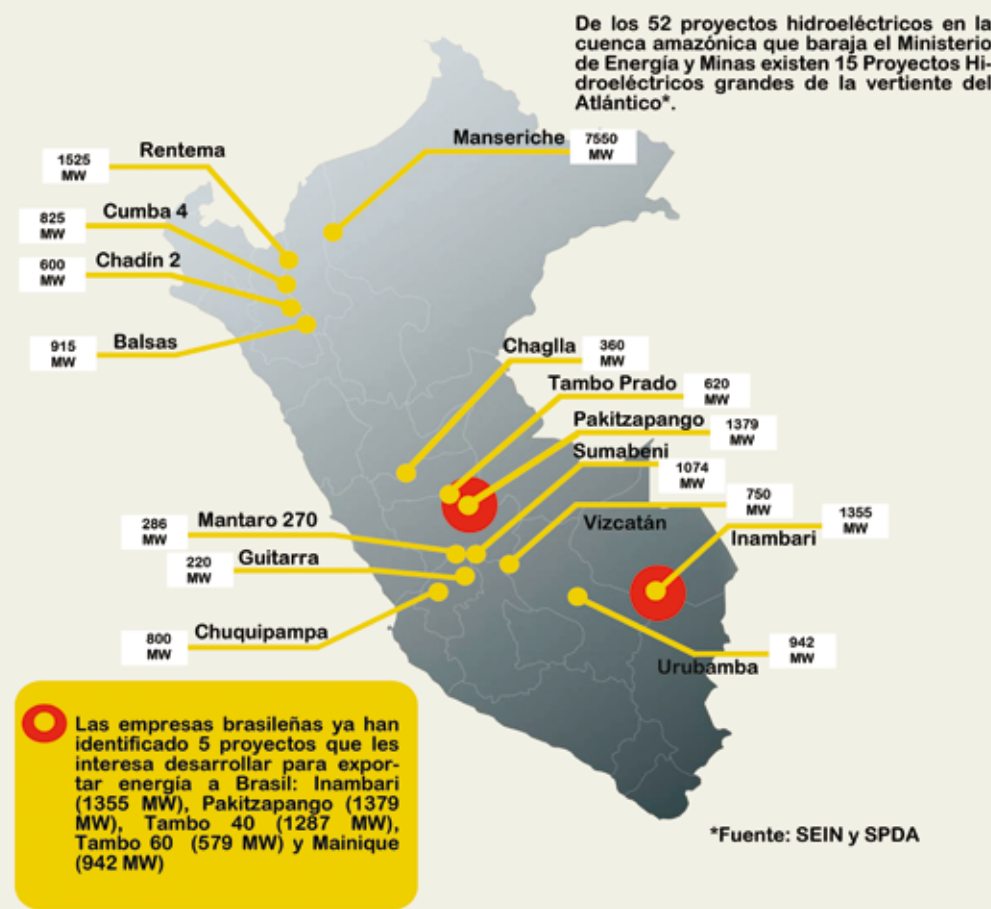 De los 52 proyectos hidroeléctricos en la
cuenca amazónica que baraja el Ministerio
de Energía y Minas existen 15 Proyectos Hi-
droeléctricos grandes de la vertiente del
Atlántico*.
Manseriche
7550
MW
Rentema
1525
MW
Cumba 4
825
MW
Chadín 2
600
MW
Balsas
915
MW
Chaglla
360
MW
Tambo Prado
620
MW
Pakitzapango
1379
MW
Sumabeni
1074
MW
Vizcatán
750
MW
Inambari
1355
MW
Mantaro 270
286
MW
Guitarra
220
MW
Chuquipampa
800
MW
Urubamba
942
MW
Las empresas brasileñas ya han
identificado 5 proyectos que les
interesa desarrollar para expor-
tar energía a Brasil: Inambari
(1355 MW), Pakitzapango (1379
MW), Tambo 40 (1287 MW),
Tambo 60 (579 MW) y Mainique
(942 MW)
*Fuente: SEIN y SPDA